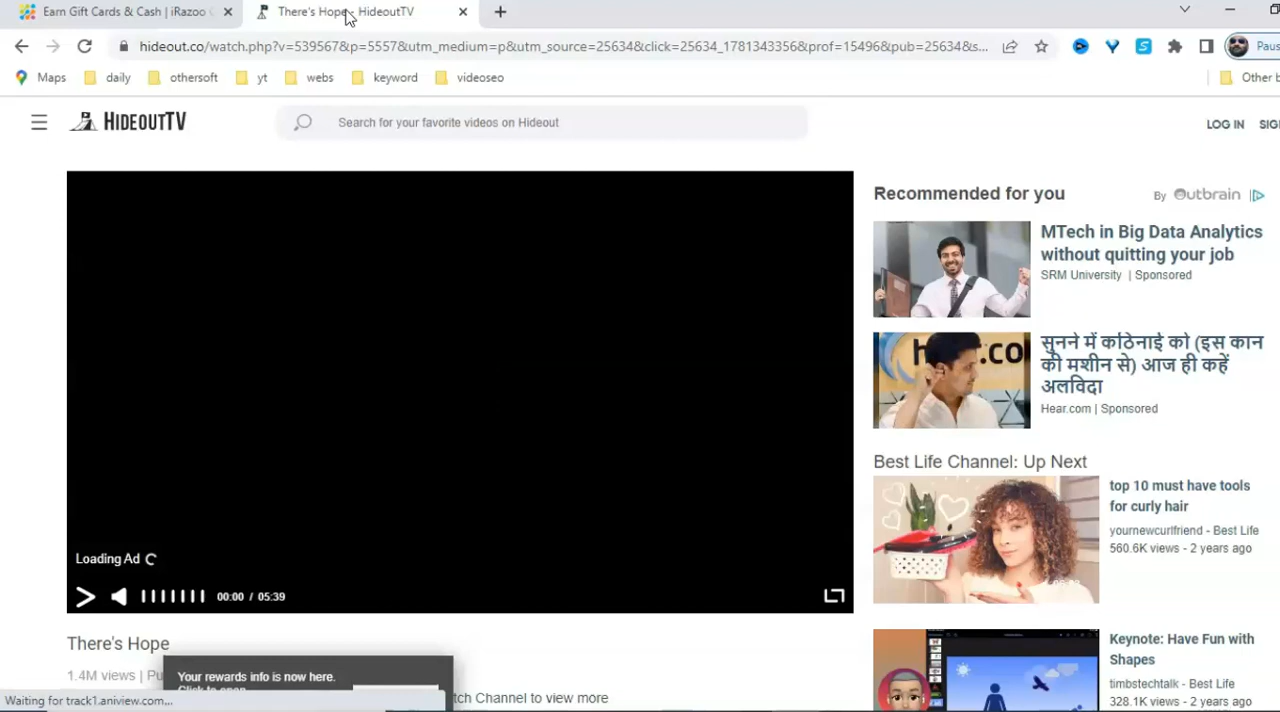 Earn Gift Cards & Cash | iRazoo
There's Hope - HideoutTV
hideout.co/watch.php?v=539567&p=5557&utm_medium=p&utm_source=25634&click=25634_1781343356&prof=15496&pub=25634&s...
Paus
Maps
daily
othersoft
yt
webs
keyword
videoseo
Other b
HIDEOUTTV
Search for your favorite videos on Hideout
LOG IN
SIG
Recommended for you
By Outbrain
MTech in Big Data Analytics
without quitting your job
SRM University | Sponsored
सुनने में कठिनाई को (इस कान
की मशीन से) आज ही कहें
अलविदा
Hear.com | Sponsored
Loading Ad
00:00 / 05:39
Best Life Channel: Up Next
top 10 must have tools
for curly hair
yournewcurlfriend - Best Life
560.6K views - 2 years ago
There's Hope
1.4M views | Pu
Your rewards info is now here.
Click to open
tch Channel to view more
Keynote: Have Fun with
Shapes
timbstechtalk - Best Life
328.1K views - 2 years ago
Waiting for track1.aniview.com...